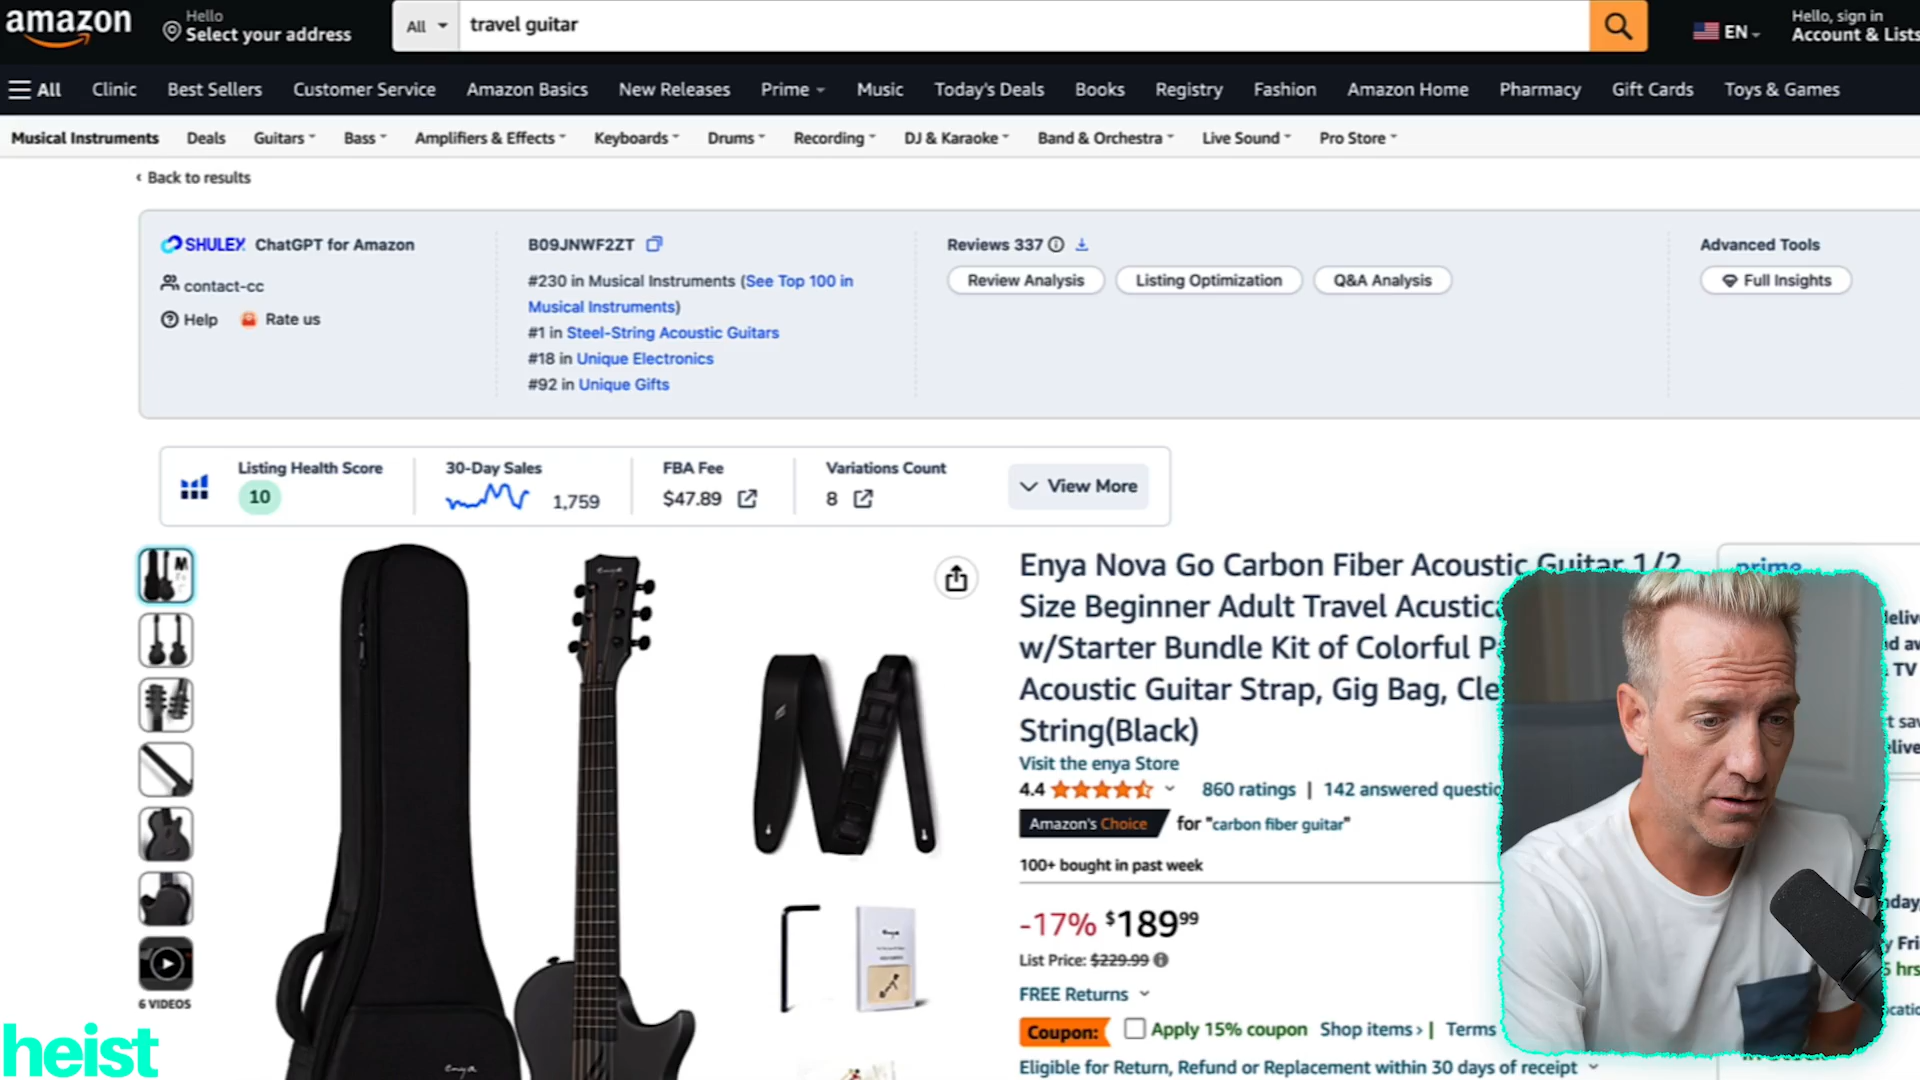 amazon
Hello
Select your address
All
travel guitar
EN
Hello, sign in
Account & Lists
All
Clinic
Best Sellers
Customer Service
Amazon Basics
New Releases
Prime
Music
Today's Deals
Books
Registry
Fashion
Amazon Home
Pharmacy
Gift Cards
Toys & Games
Musical Instruments
Deals
Guitars
Bass
Amplifiers & Effects
Keyboards
Drums
Recording
DJ & Karaoke
Band & Orchestra
Live Sound
Pro Store
‹ Back to results
SHULEX ChatGPT for Amazon
contact-cc
Help
Rate us
B09JNWF2ZT
#230 in Musical Instruments (See Top 100 in
Musical Instruments)
#1 in Steel-String Acoustic Guitars
#18 in Unique Electronics
#92 in Unique Gifts
Reviews 337
Review Analysis
Listing Optimization
Q&A Analysis
Advanced Tools
Full Insights
Listing Health Score
10
30-Day Sales
1,759
FBA Fee
$47.89
Variations Count
8
View More
6 VIDEOS
enya
Enya Nova Go Carbon Fiber Acoustic Guitar 1/2
Size Beginner Adult Travel Acustica
w/Starter Bundle Kit of Colorful P
Acoustic Guitar Strap, Gig Bag, Cle
String(Black)
Visit the enya Store
4.4
860 ratings | 142 answered questio
Amazon's Choice for "carbon fiber guitar"
100+ bought in past week
-17% $189.99
List Price: $229.99
FREE Returns
Coupon: Apply 15% coupon Shop items › | Terms
Eligible for Return, Refund or Replacement within 30 days of receipt
prime
TV
heist